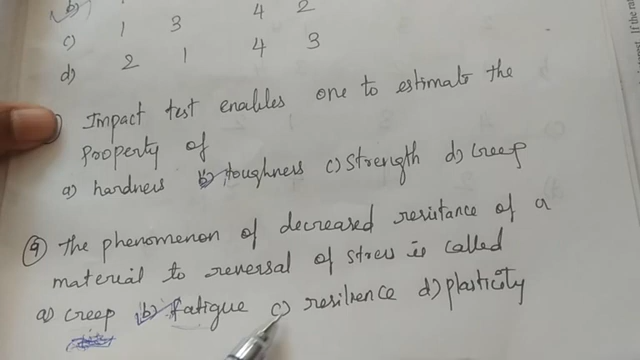 b)
c) 1 3 4 2
d) 2 1 4 3
Impact test enables one to estimate the
property of
a) hardness b) toughness c) Strength d) Creep
9 The phenomenon of decreased resistance of a
material to reversal of stress is called
a) creep b) fatigue c) resilience d) plasticity